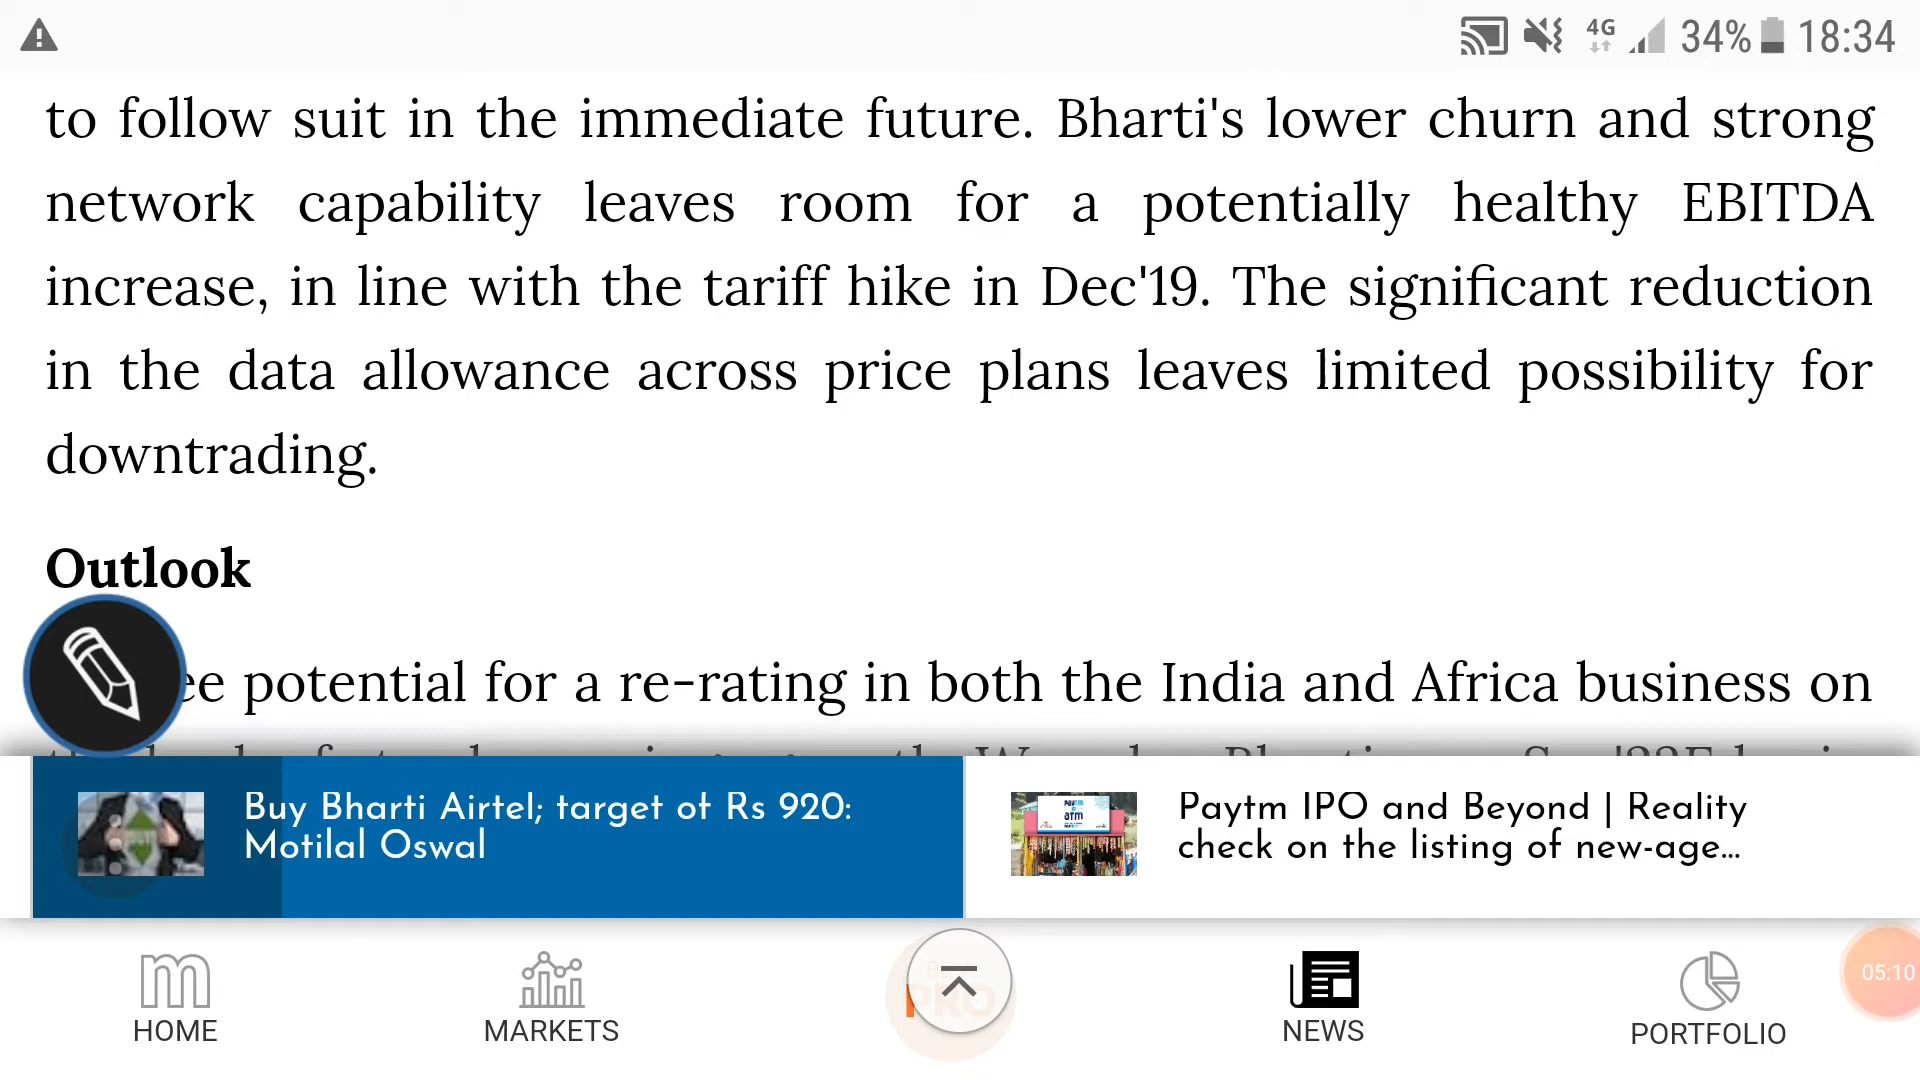 4G 34% 18:34
to follow suit in the immediate future. Bharti's lower churn and strong
network capability leaves room for a potentially healthy EBITDA
increase, in line with the tariff hike in Dec'19. The significant reduction
in the data allowance across price plans leaves limited possibility for
downtrading.
Outlook
potential for a re-rating in both the India and Africa business on
Buy Bharti Airtel; target of Rs 920:
Motilal Oswal
Paytm IPO and Beyond | Reality
check on the listing of new-age...
PRO
05:10
HOME
MARKETS
NEWS
PORTFOLIO